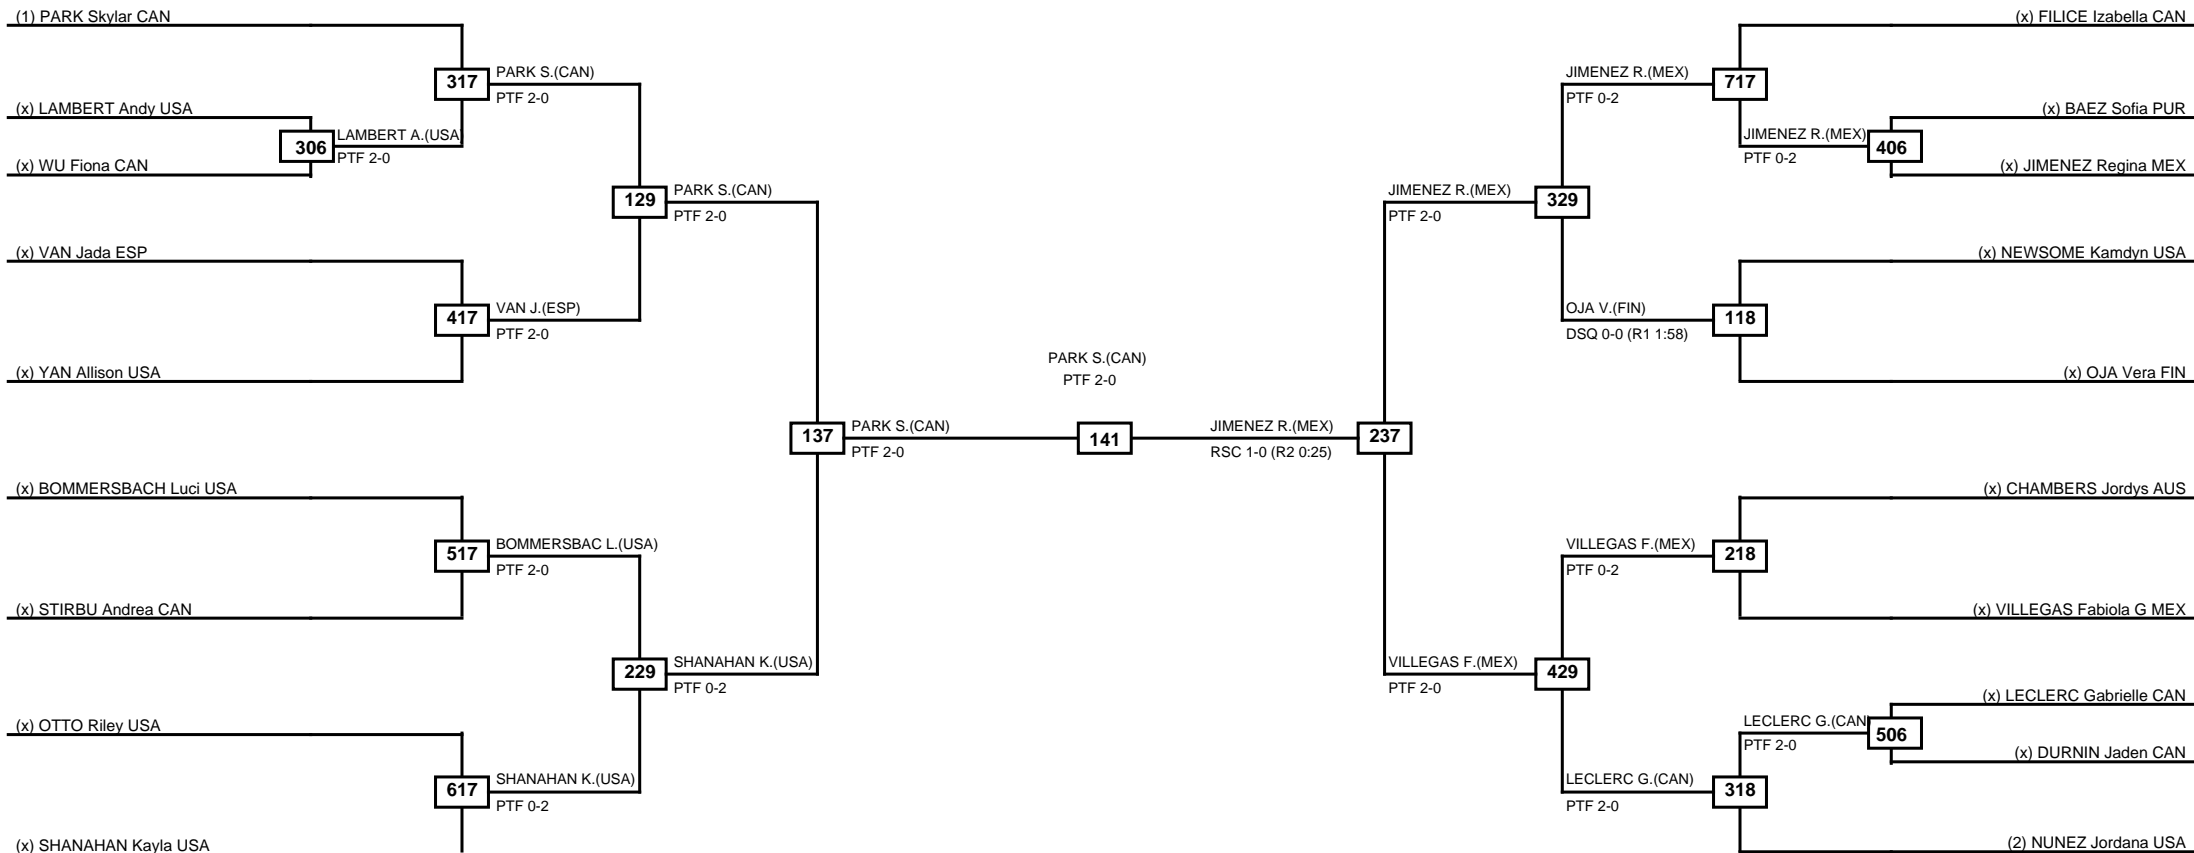 (1) PARK Skylar CAN
(x) LAMBERT Andy USA
(x) WU Fiona CAN
(x) VAN Jada ESP
(x) YAN Allison USA
(x) BOMMERSBACH Luci USA
(x) STIRBU Andrea CAN
(x) OTTO Riley USA
(x) SHANAHAN Kayla USA
306
LAMBERT A.(USA)
PTF 2-0
317
PARK S.(CAN)
PTF 2-0
417
VAN J.(ESP)
PTF 2-0
517
BOMMERSBAC L.(USA)
PTF 2-0
617
SHANAHAN K.(USA)
PTF 0-2
129
PARK S.(CAN)
PTF 2-0
229
SHANAHAN K.(USA)
PTF 0-2
137
PARK S.(CAN)
PTF 2-0
PARK S.(CAN)
PTF 2-0
141
JIMENEZ R.(MEX)
RSC 1-0 (R2 0:25)
237
JIMENEZ R.(MEX)
PTF 2-0
329
VILLEGAS F.(MEX)
PTF 2-0
429
JIMENEZ R.(MEX)
PTF 0-2
717
OJA V.(FIN)
DSQ 0-0 (R1 1:58)
118
VILLEGAS F.(MEX)
PTF 0-2
218
LECLERC G.(CAN)
PTF 2-0
318
JIMENEZ R.(MEX)
PTF 0-2
406
LECLERC G.(CAN)
PTF 2-0
506
(x) FILICE Izabella CAN
(x) BAEZ Sofia PUR
(x) JIMENEZ Regina MEX
(x) NEWSOME Kamdyn USA
(x) OJA Vera FIN
(x) CHAMBERS Jordys AUS
(x) VILLEGAS Fabiola G MEX
(x) LECLERC Gabrielle CAN
(x) DURNIN Jaden CAN
(2) NUNEZ Jordana USA